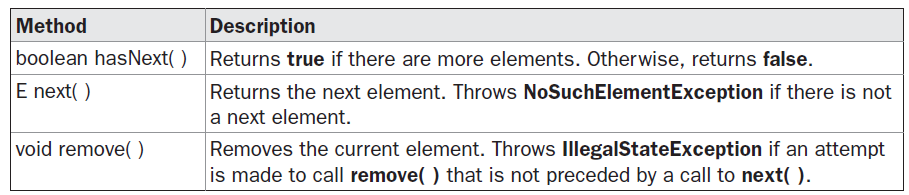 Method Description
boolean hasNext( ) Returns true if there are more elements. Otherwise, returns false.
E next( ) Returns the next element. Throws NoSuchElementException if there is not
a next element.
void remove( ) Removes the current element. Throws IllegalStateException if an attempt
is made to call remove( ) that is not preceded by a call to next( ).